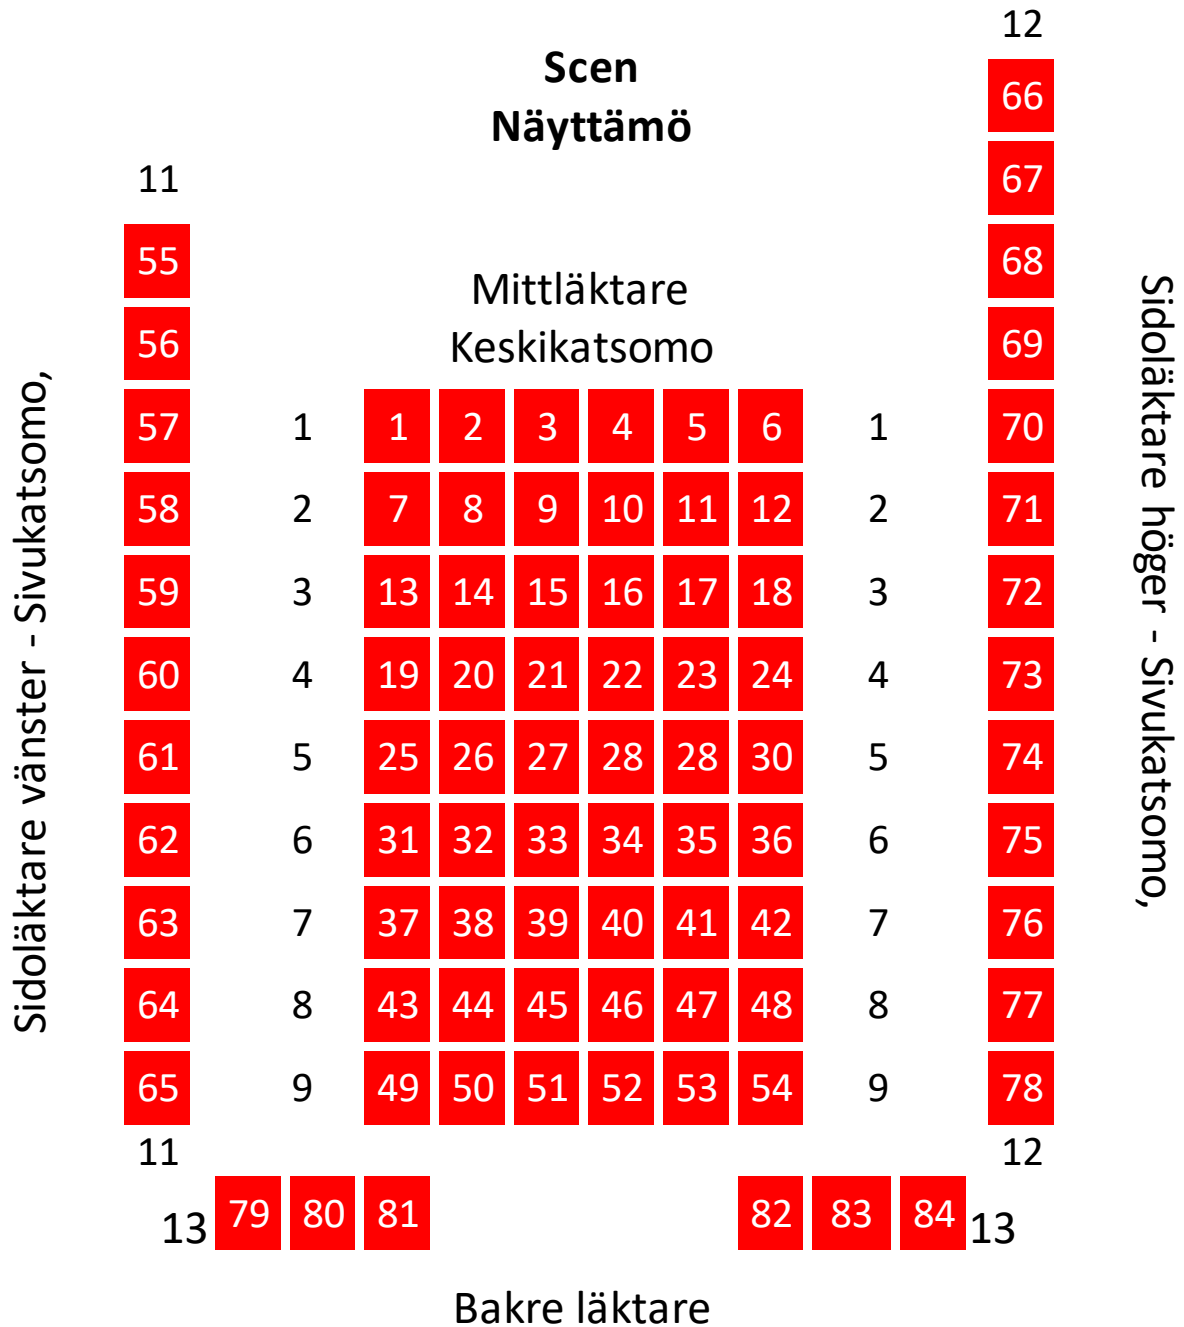 12
Scen
Näyttämö
66
67
11
55
68
Mittläktare
Keskikatsomo
56
69
57 1 1 2 3 4 5 6 1 70
58 2 7 8 9 10 11 12 2 71
59 3 13 14 15 16 17 18 3 72
60 4 19 20 21 22 23 24 4 73
61 5 25 26 27 28 28 30 5 74
62 6 31 32 33 34 35 36 6 75
63 7 37 38 39 40 41 42 7 76
64 8 43 44 45 46 47 48 8 77
65 9 49 50 51 52 53 54 9 78
11 12
13 79 80 81 82 83 84 13
Bakre läktare
Sidoläktare vänster - Sivukatsomo,
Sidoläktare höger - Sivukatsomo,